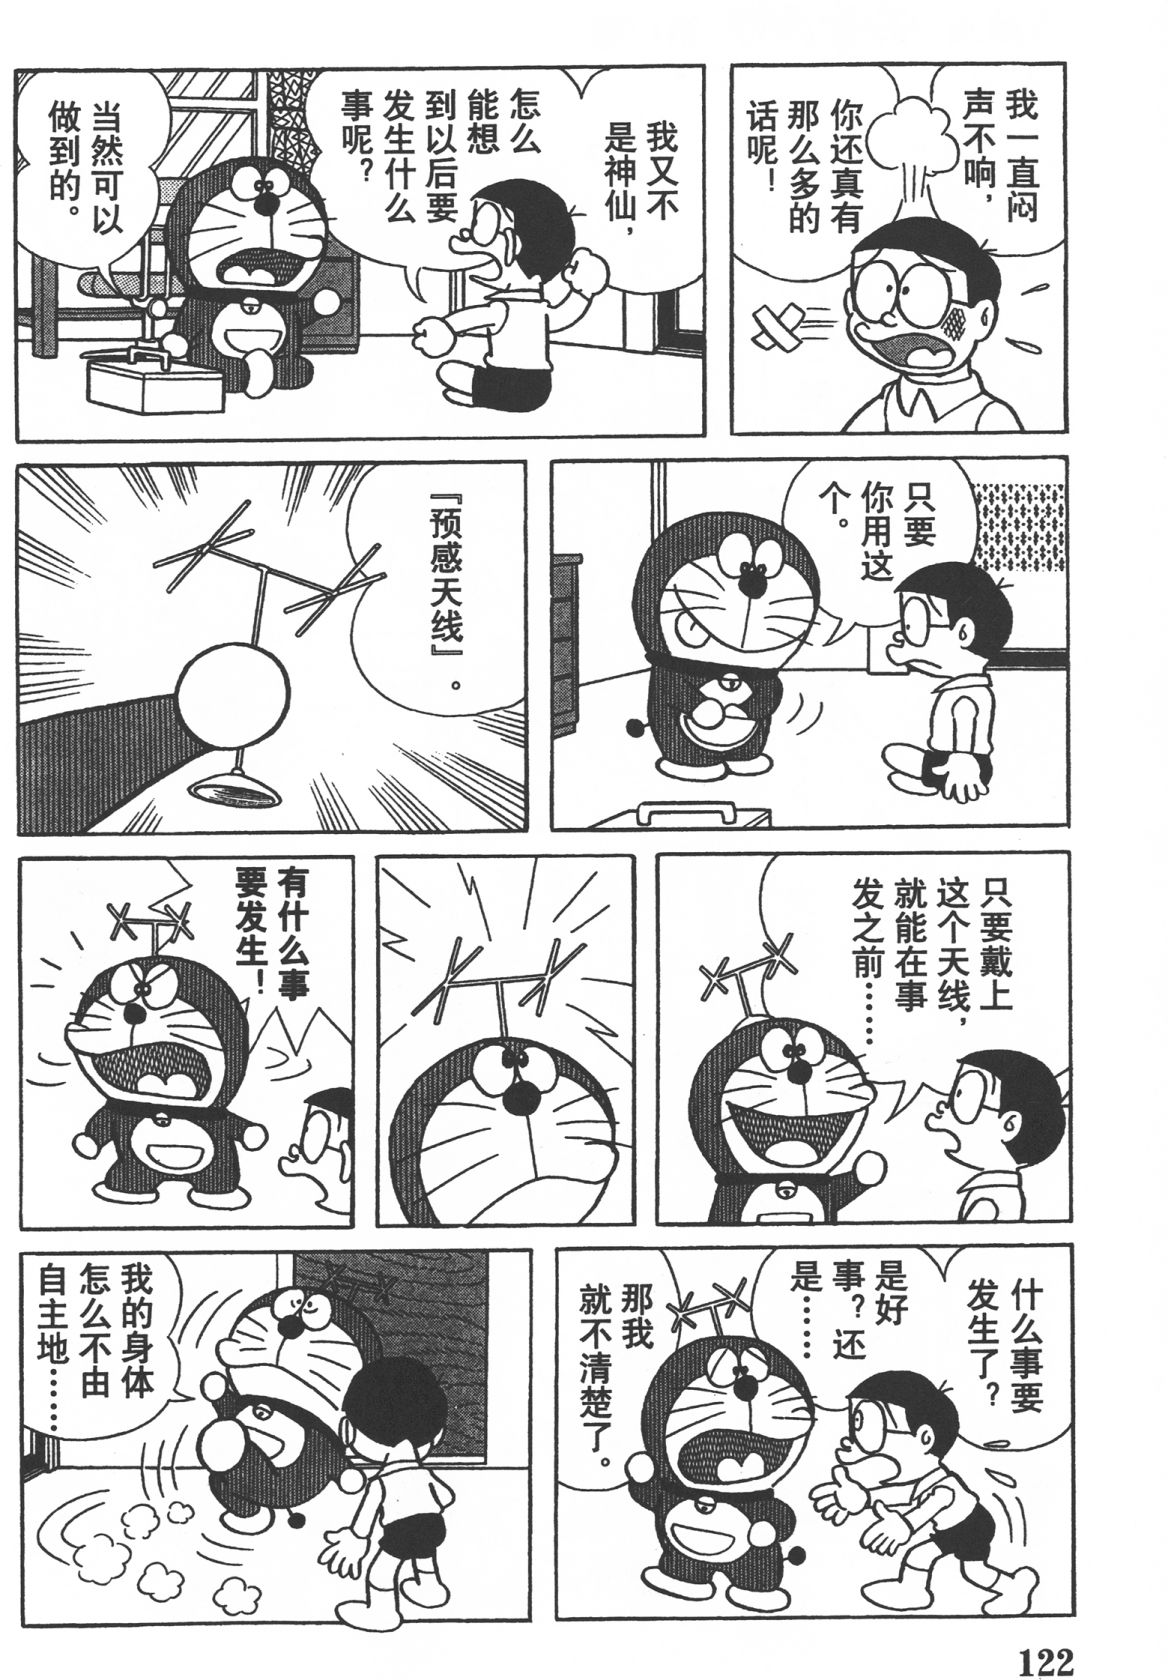 我一直闷
声不响，
你还真有
那么多的
话呢！
我又不
是神仙，
怎么
能想
到以后要
发生什么
事呢？
当然可以
做到的。
只要
你用这
个。
『预感天线』。
只要戴上
这个天线，
就能在事
发之前……
有什么事
要发生！
什么事要
发生了？
是好
事？还
是……
那我
就不清楚了。
我的身体
怎么不由
自主地……
122